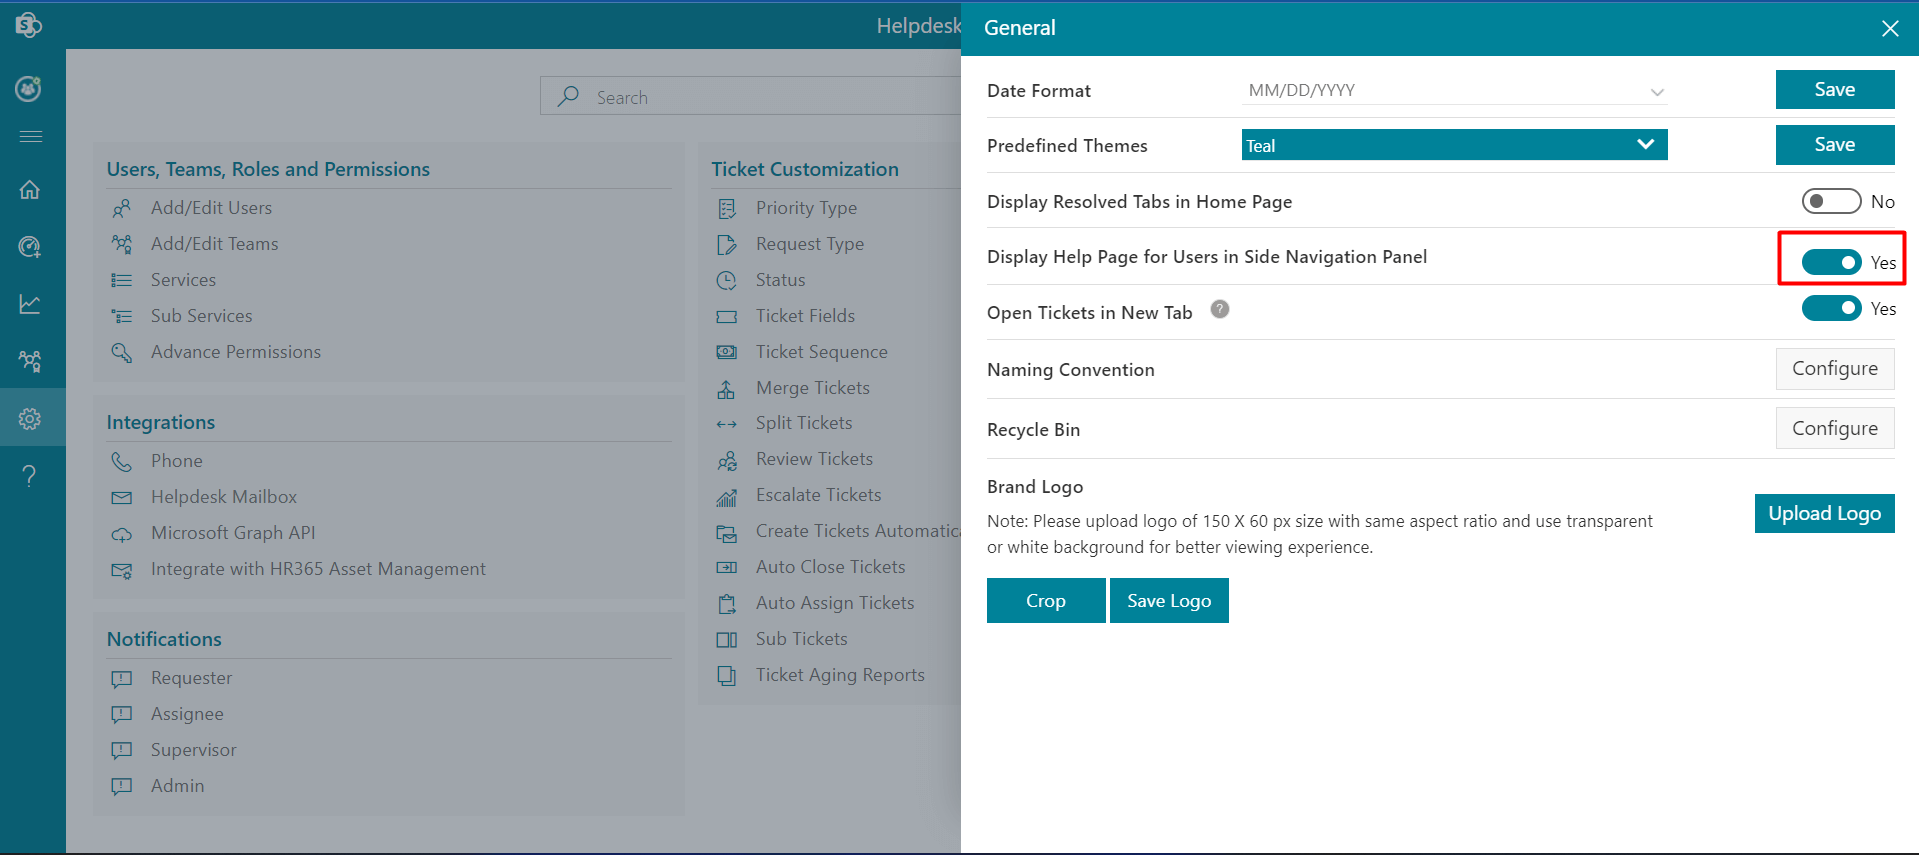 Helpdesk
Search
Users, Teams, Roles and Permissions
Add/Edit Users
Add/Edit Teams
Services
Sub Services
Advance Permissions
Integrations
Phone
Helpdesk Mailbox
Microsoft Graph API
Integrate with HR365 Asset Management
Notifications
Requester
Assignee
Supervisor
Admin
Ticket Customization
Priority Type
Request Type
Status
Ticket Fields
Ticket Sequence
Merge Tickets
Split Tickets
Review Tickets
Escalate Tickets
Create Tickets Automatica
Auto Close Tickets
Auto Assign Tickets
Sub Tickets
Ticket Aging Reports
General
Date Format MM/DD/YYYY Save
Predefined Themes Teal Save
Display Resolved Tabs in Home Page No
Display Help Page for Users in Side Navigation Panel Yes
Open Tickets in New Tab ? Yes
Naming Convention Configure
Recycle Bin Configure
Brand Logo
Note: Please upload logo of 150 X 60 px size with same aspect ratio and use transparent
or white background for better viewing experience.
Upload Logo
Crop Save Logo